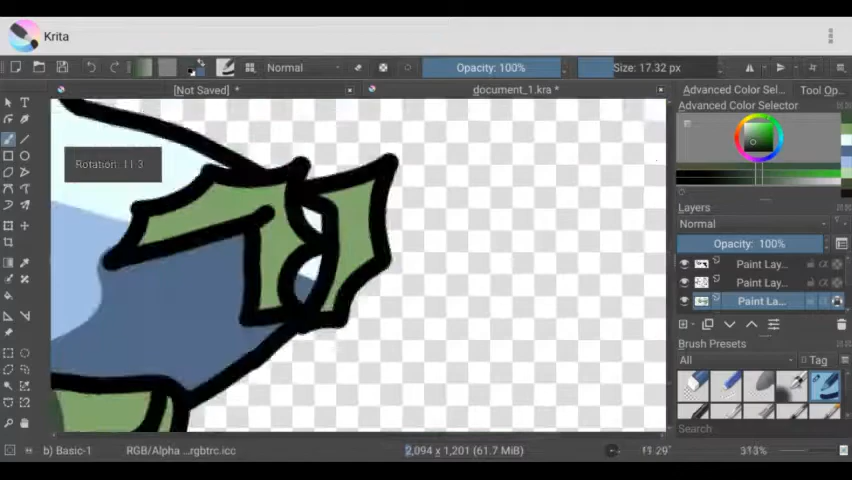 Krita
Normal
Opacity: 100%
Size: 17.32 px
[Not Saved] *
document_1.kra *
Advanced Color Sel...
Tool Op...
Advanced Color Selector
Rotation: 11.3
Layers
Normal
Opacity: 100%
Paint Lay...
Paint Lay...
Paint La...
Brush Presets
All
Tag
Search
b) Basic-1
RGB/Alpha ...rgbtrc.icc
2,094 x 1,201 (61.7 MiB)
11.29°
313%